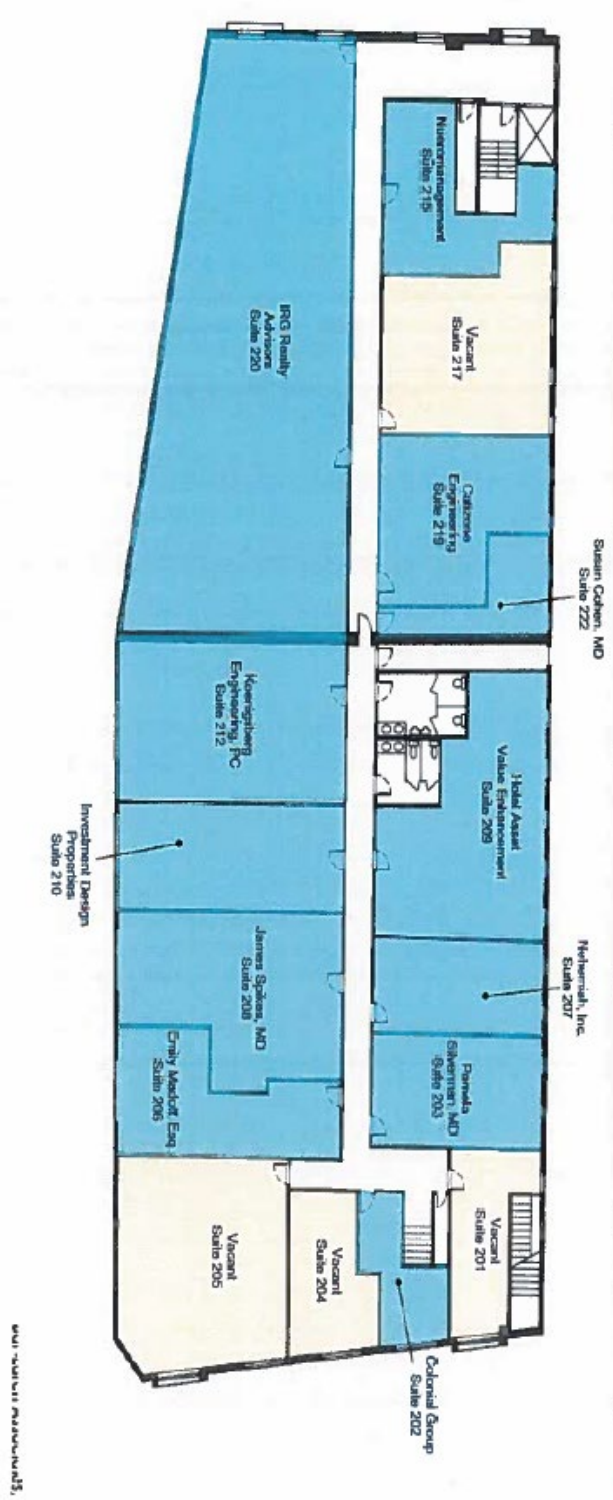 Susan Cohen, MD
Suite 222
Nehemiah, Inc.
Suite 207
Nueromanagement
Suite 215
Vacant
Suite 217
Engineering
Suite 219
Hotel Asset
Value Enhancement
Suite 209
Pamela
Silverman, MD
Suite 203
Vacant
Suite 201
Colonial Group
Suite 202
IRG Realty
Advisors
Suite 220
Koenigsberg
Engineering, PC
Suite 212
James Spikes, MD
Suite 208
Emily Madoff, Esq
Suite 206
Vacant
Suite 204
Vacant
Suite 205
Investment Design
Properties
Suite 210